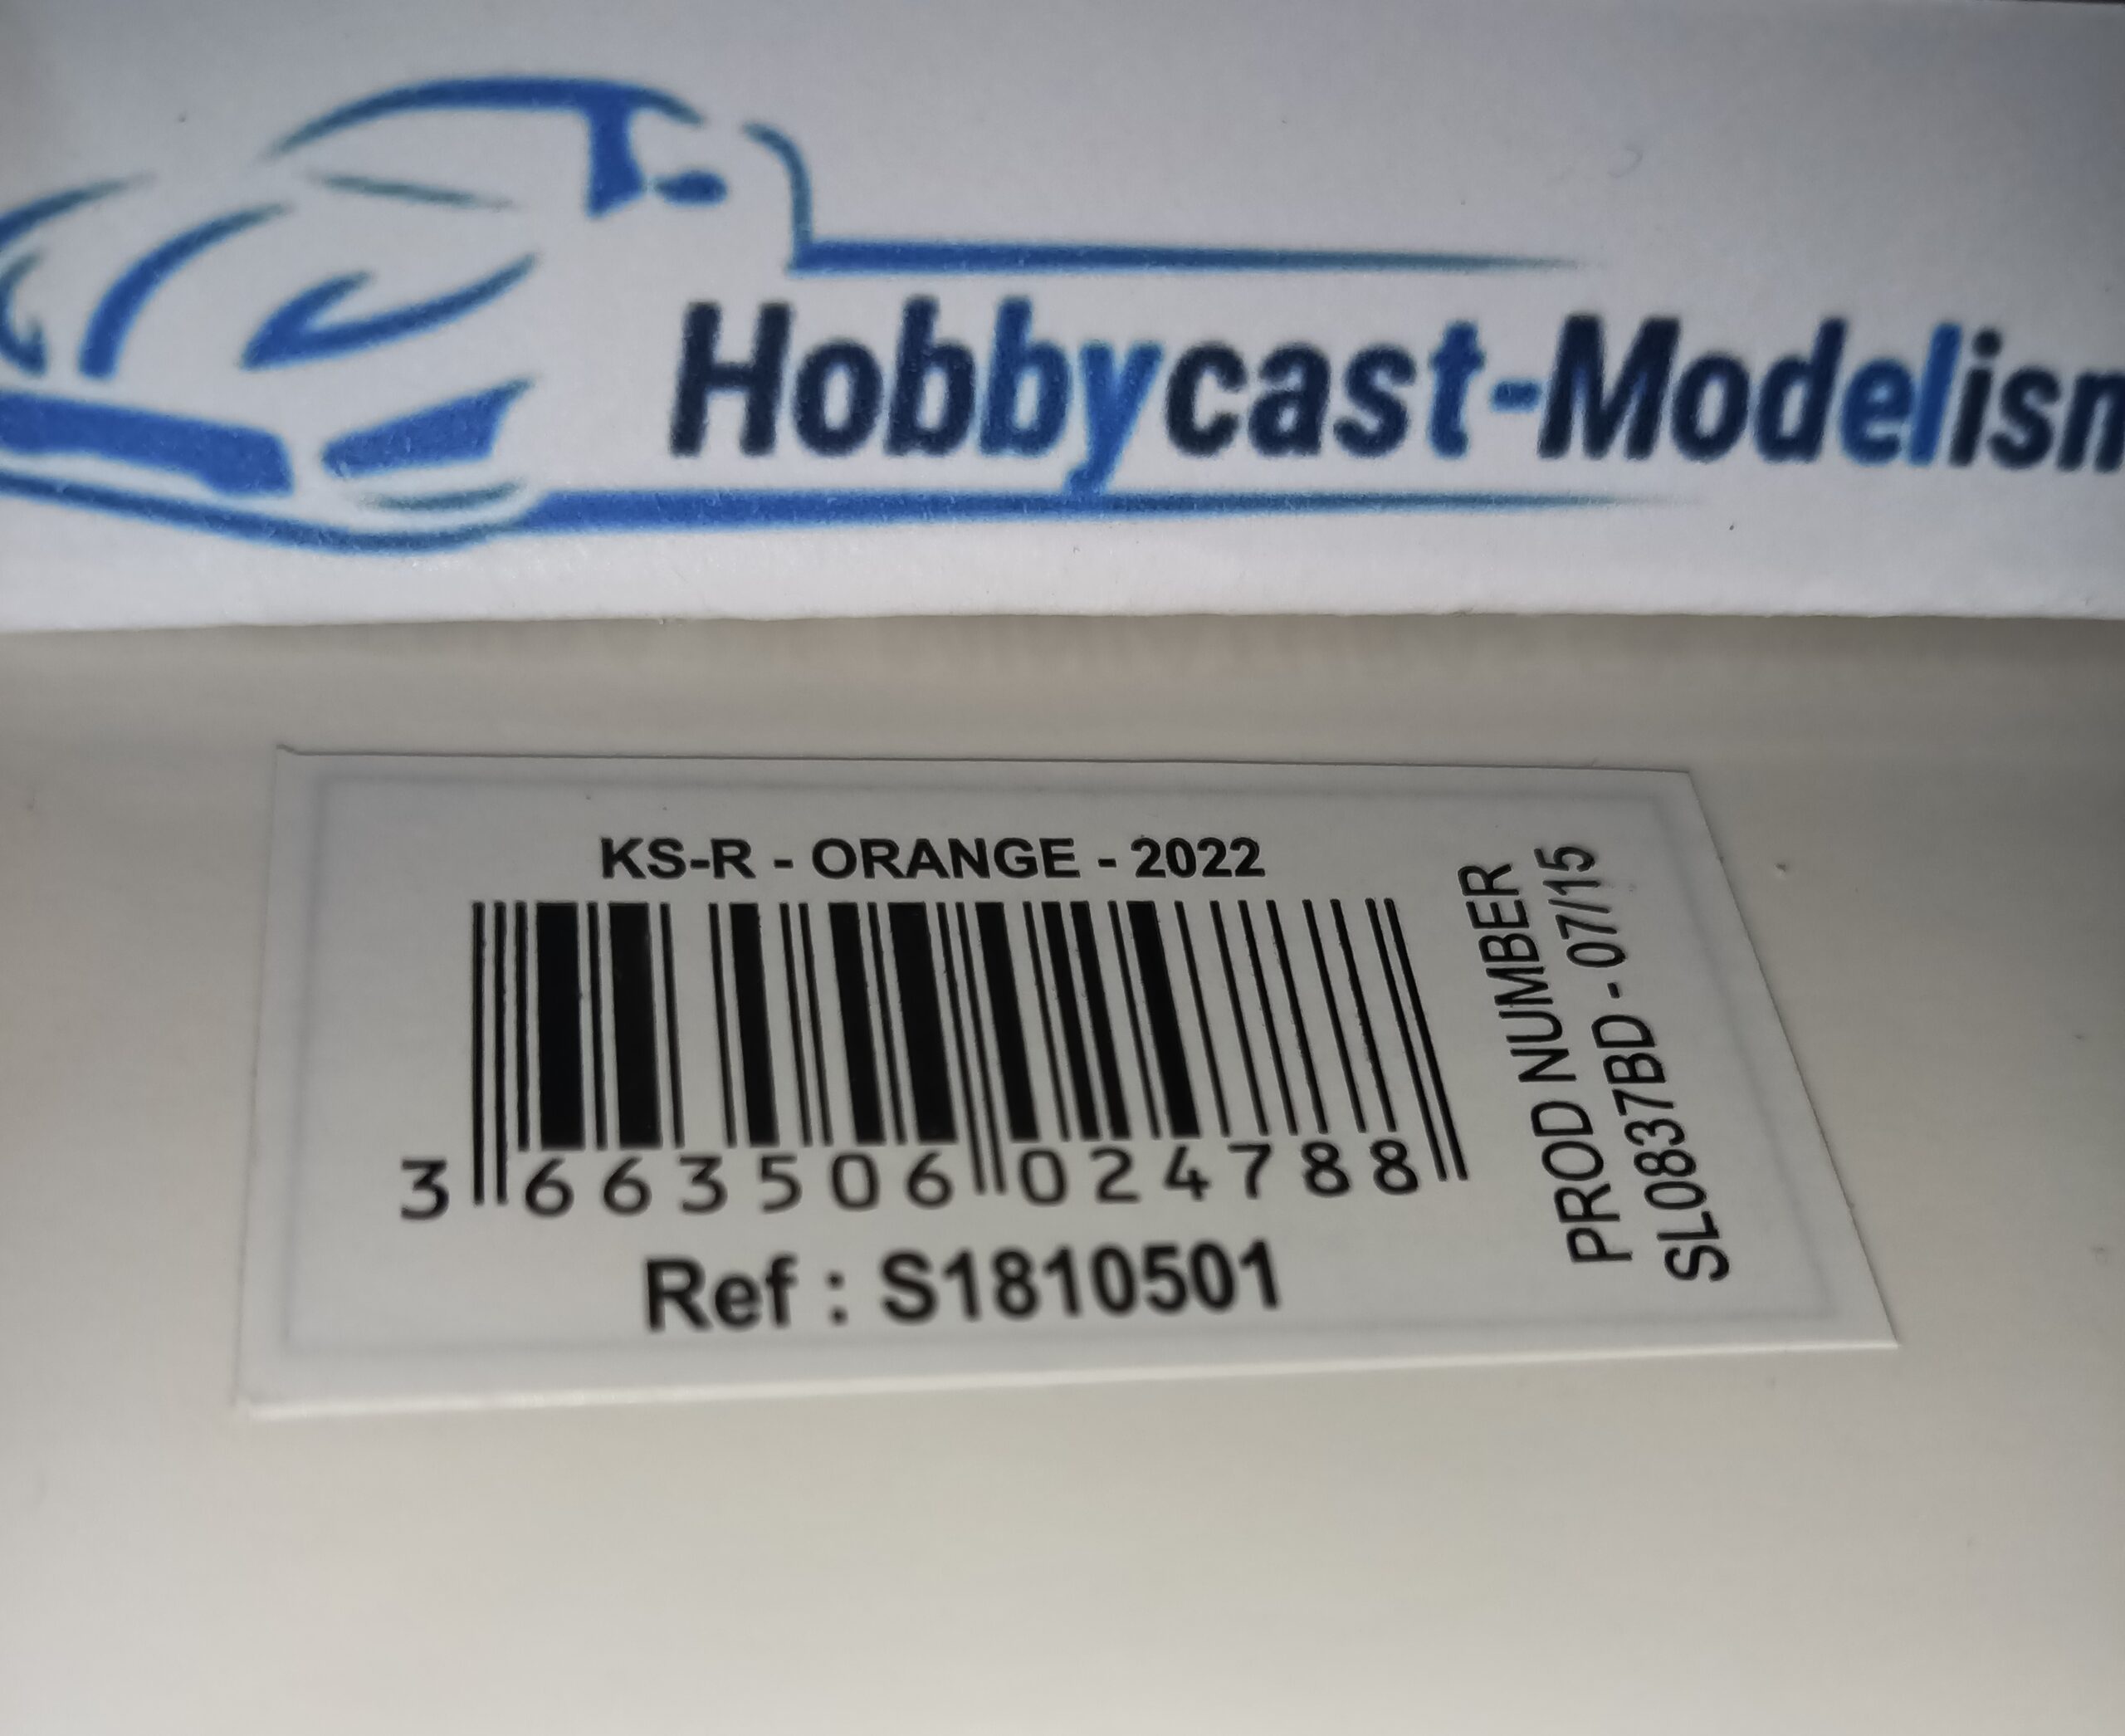 Hobbycast-Modelism
KS-R - ORANGE - 2022
3 663506 024788
Ref : S1810501
PROD NUMBER
SL0837BD - 07/15